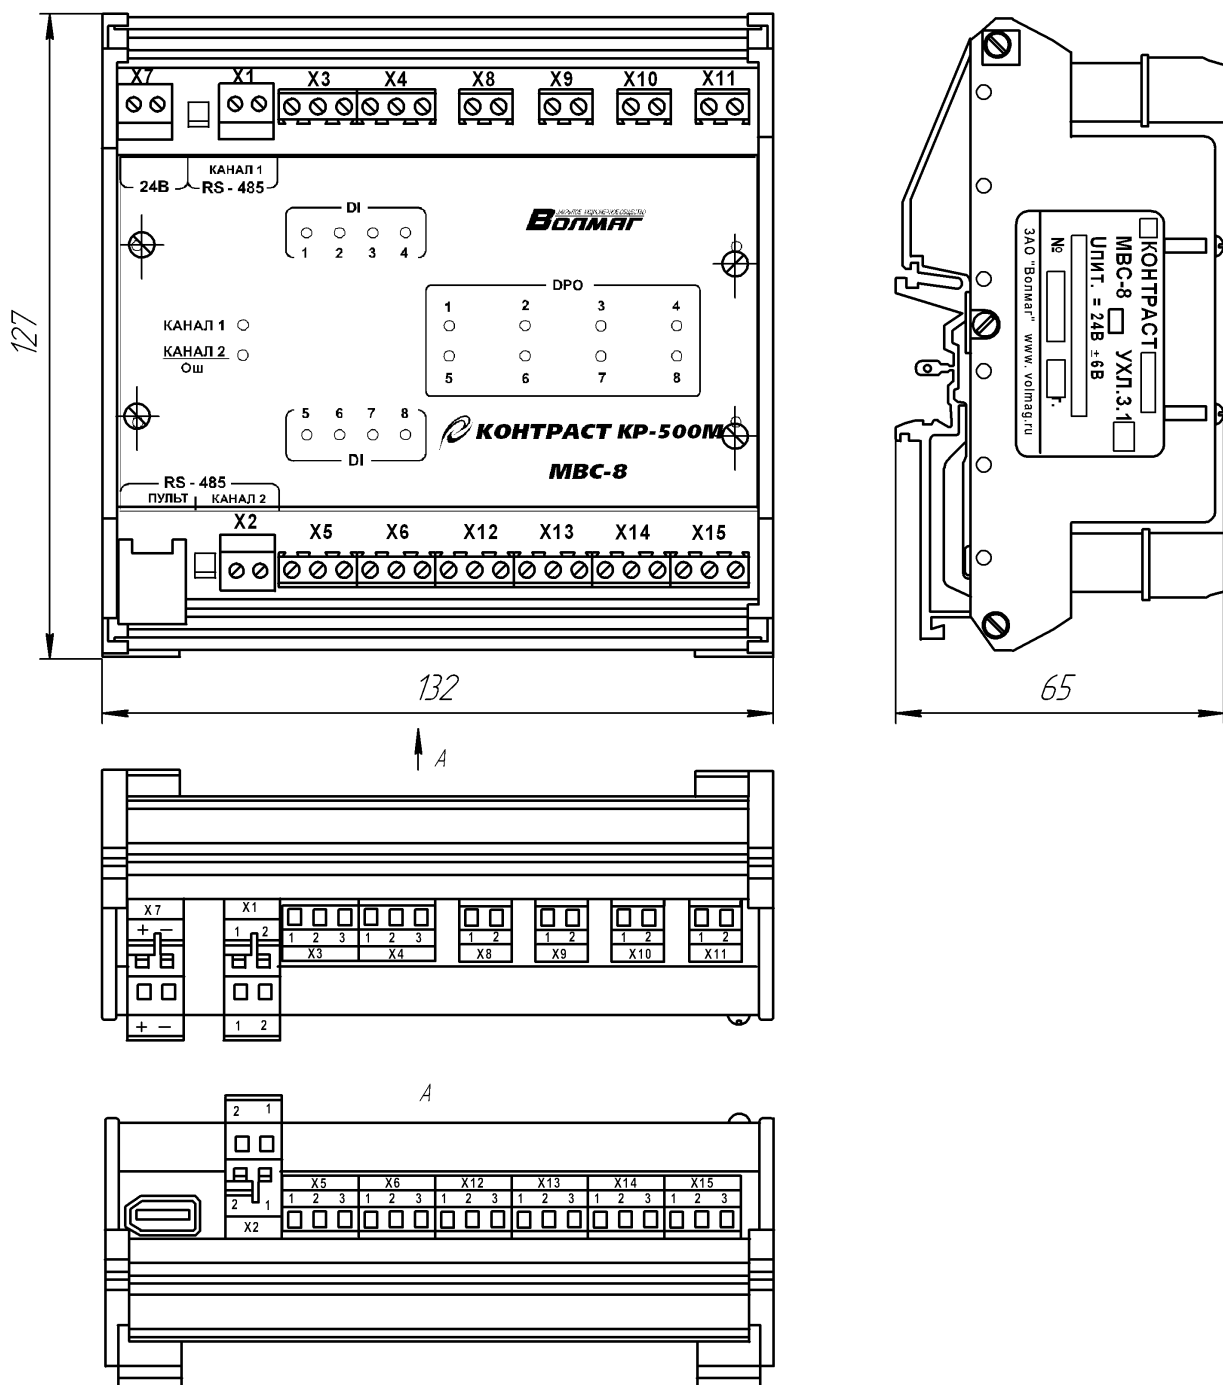 X7 X1 X3 X4 X8 X9 X10 X11
КАНАЛ 1
24В RS - 485
DI
1 2 3 4
ВОЛМАГ
DPO
1 2 3 4
5 6 7 8
КАНАЛ 1
КАНАЛ 2
Ош
5 6 7 8
DI
КОНТРАСТ КР-500М
МВС-8
RS - 485
ПУЛЬТ КАНАЛ 2
X2 X5 X6 X12 X13 X14 X15
127
132
КОНТРАСТ
МВС-8 УХЛ.3.1
Uпит. = 24В ±6В
№ г.
ЗАО "Волмаг" www.volmag.ru
65
А
X7 X1
+ − 1 2 1 2 3 1 2 3 1 2 1 2 1 2 1 2
X3 X4 X8 X9 X10 X11
+ − 1 2
А
2 1
X5 X6 X12 X13 X14 X15
2 1 1 2 3 1 2 3 1 2 3 1 2 3 1 2 3 1 2 3
X2